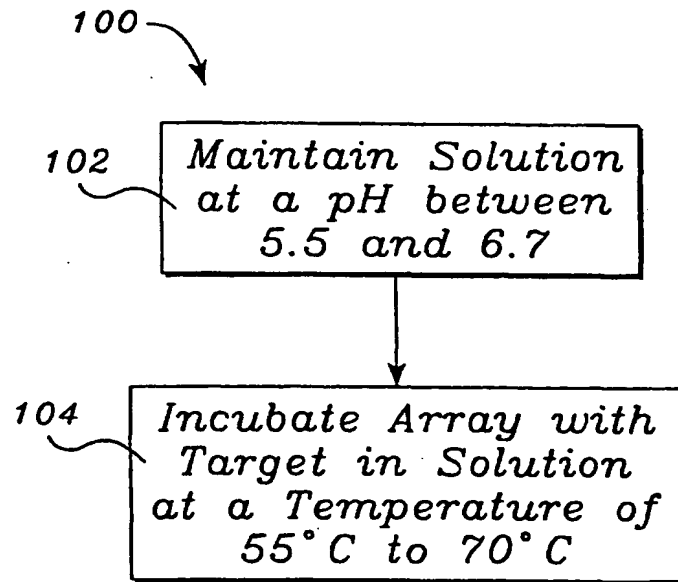 100
102
Maintain Solution
at a pH between
5.5 and 6.7
104
Incubate Array with
Target in Solution
at a Temperature of
55°C to 70°C